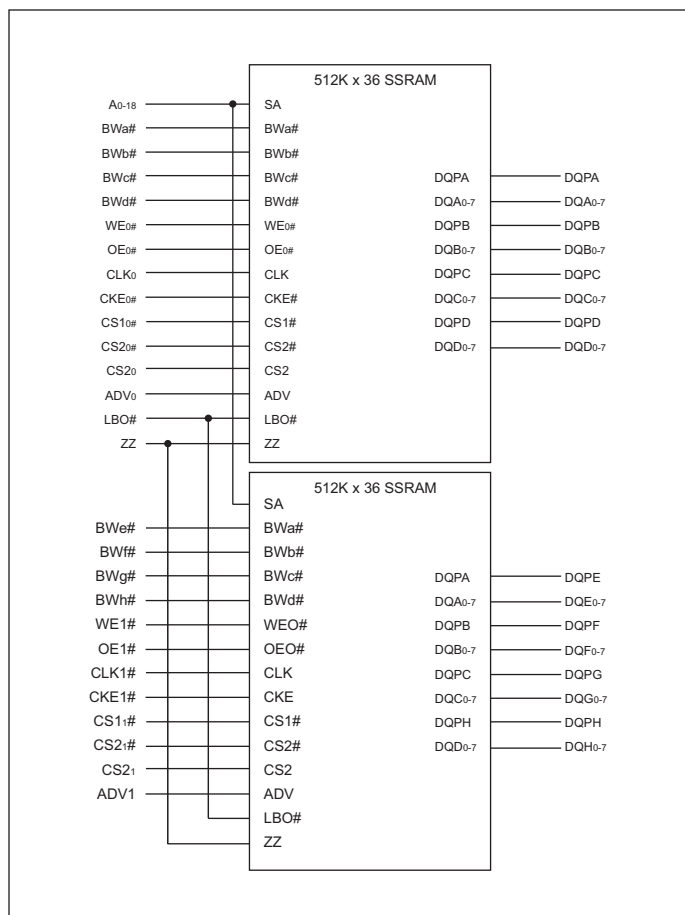 512K x 36 SSRAM
A0-18 SA
BWa# BWa#
BWb# BWb#
BWc# BWc# DQPA DQPA
BWd# BWd# DQA0-7 DQA0-7
WE0# WE0# DQPB DQPB
OE0# OE0# DQB0-7 DQB0-7
CLK0 CLK DQPC DQPC
CKE0# CKE# DQC0-7 DQC0-7
CS10# CS1# DQPD DQPD
CS20# CS2# DQD0-7 DQD0-7
CS20 CS2
ADV0 ADV
LBO# LBO#
ZZ ZZ
512K x 36 SSRAM
SA
BWe# BWa#
BWf# BWb#
BWg# BWc# DQPA DQPE
BWh# BWd# DQA0-7 DQE0-7
WE1# WEO# DQPB DQPF
OE1# OEO# DQB0-7 DQF0-7
CLK1# CLK DQPC DQPG
CKE1# CKE DQC0-7 DQG0-7
CS11# CS1# DQPH DQPH
CS21# CS2# DQD0-7 DQH0-7
CS21 CS2
ADV1 ADV
LBO#
ZZ